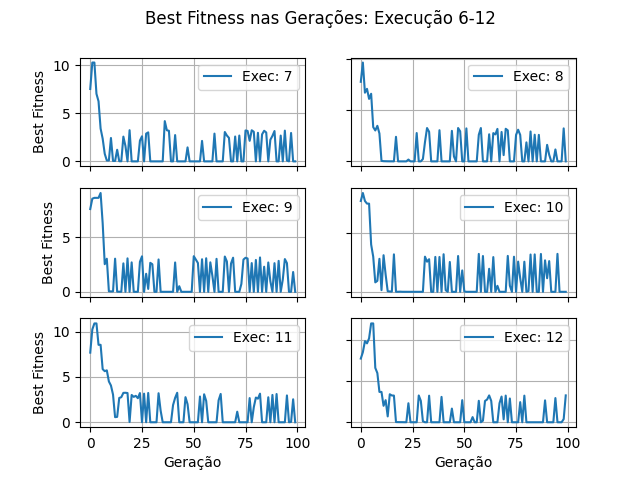 Best Fitness nas Gerações: Execução 6-12
Best Fitness
10
5
0
Exec: 7
Exec: 8
Best Fitness
5
0
Exec: 9
Exec: 10
Best Fitness
10
5
0
Exec: 11
Exec: 12
0 25 50 75 100
0 25 50 75 100
Geração
Geração